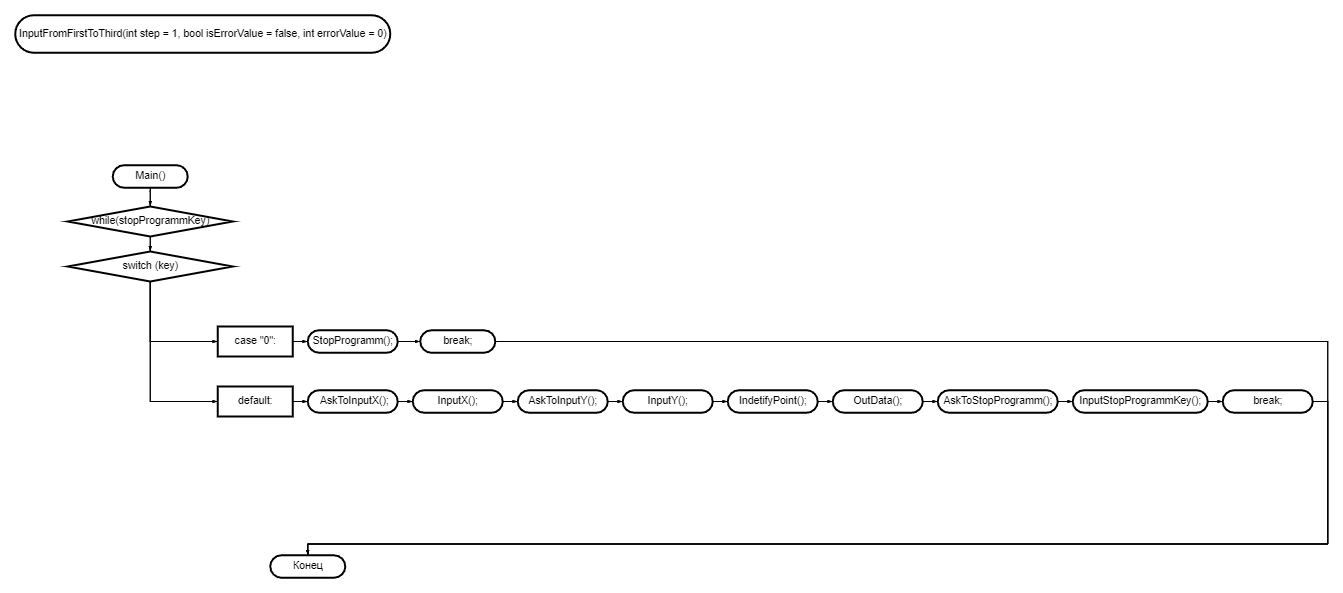 InputFromFirstToThird(int step = 1, bool isErrorValue = false, int errorValue = 0)
Main()
while(stopProgrammKey)
switch (key)
case "0":
StopProgramm();
break;
default:
AskToInputX();
InputX();
AskToInputY();
InputY();
IndetifyPoint();
OutData();
AskToStopProgramm();
InputStopProgrammKey();
break;
Конец